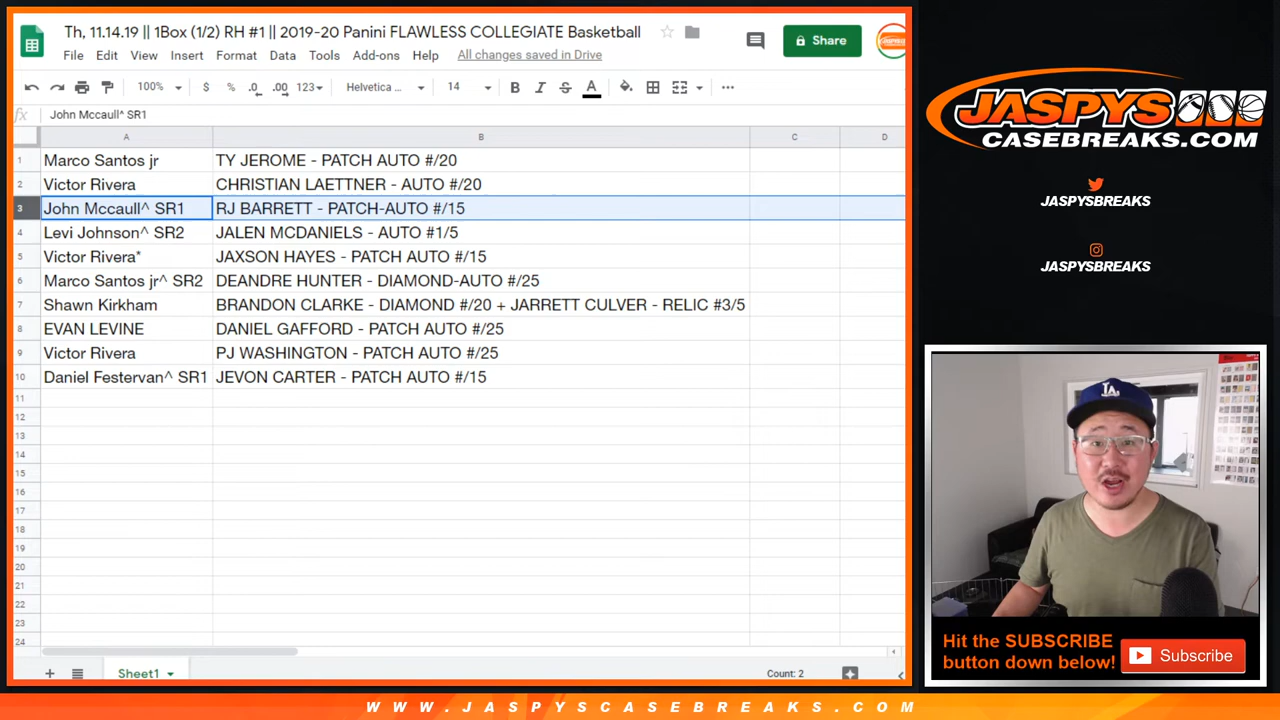 Th, 11.14.19 || 1Box (1/2) RH #1 || 2019-20 Panini FLAWLESS COLLEGIATE Basketball
Share
File Edit View Insert Format Data Tools Add-ons Help All changes saved in Drive
100% $ % .0 .00 123 Helvetica ... 14 B I S A
fx John Mccaull^ SR1
A B C D
1 Marco Santos jr TY JEROME - PATCH AUTO #/20
2 Victor Rivera CHRISTIAN LAETTNER - AUTO #/20
3 John Mccaull^ SR1 RJ BARRETT - PATCH-AUTO #/15
4 Levi Johnson^ SR2 JALEN MCDANIELS - AUTO #1/5
5 Victor Rivera* JAXSON HAYES - PATCH AUTO #/15
6 Marco Santos jr^ SR2 DEANDRE HUNTER - DIAMOND-AUTO #/25
7 Shawn Kirkham BRANDON CLARKE - DIAMOND #/20 + JARRETT CULVER - RELIC #3/5
8 EVAN LEVINE DANIEL GAFFORD - PATCH AUTO #/25
9 Victor Rivera PJ WASHINGTON - PATCH AUTO #/25
10 Daniel Festervan^ SR1 JEVON CARTER - PATCH AUTO #/15
11
12
13
14
15
16
17
18
19
20
21
22
23
24
Sheet1 Count: 2
JASPYS
CASEBREAKS.COM
JASPYSBREAKS
JASPYSBREAKS
LA
Hit the SUBSCRIBE
button down below!
Subscribe
WWW.JASPYSCASEBREAKS.COM